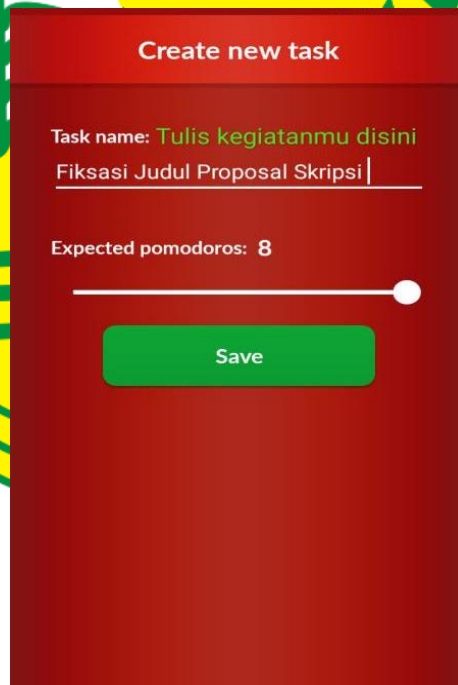 Create new task
Task name: Tulis kegiatanmu disini
Fiksasi Judul Proposal Skripsi
Expected pomodoros: 8
Save